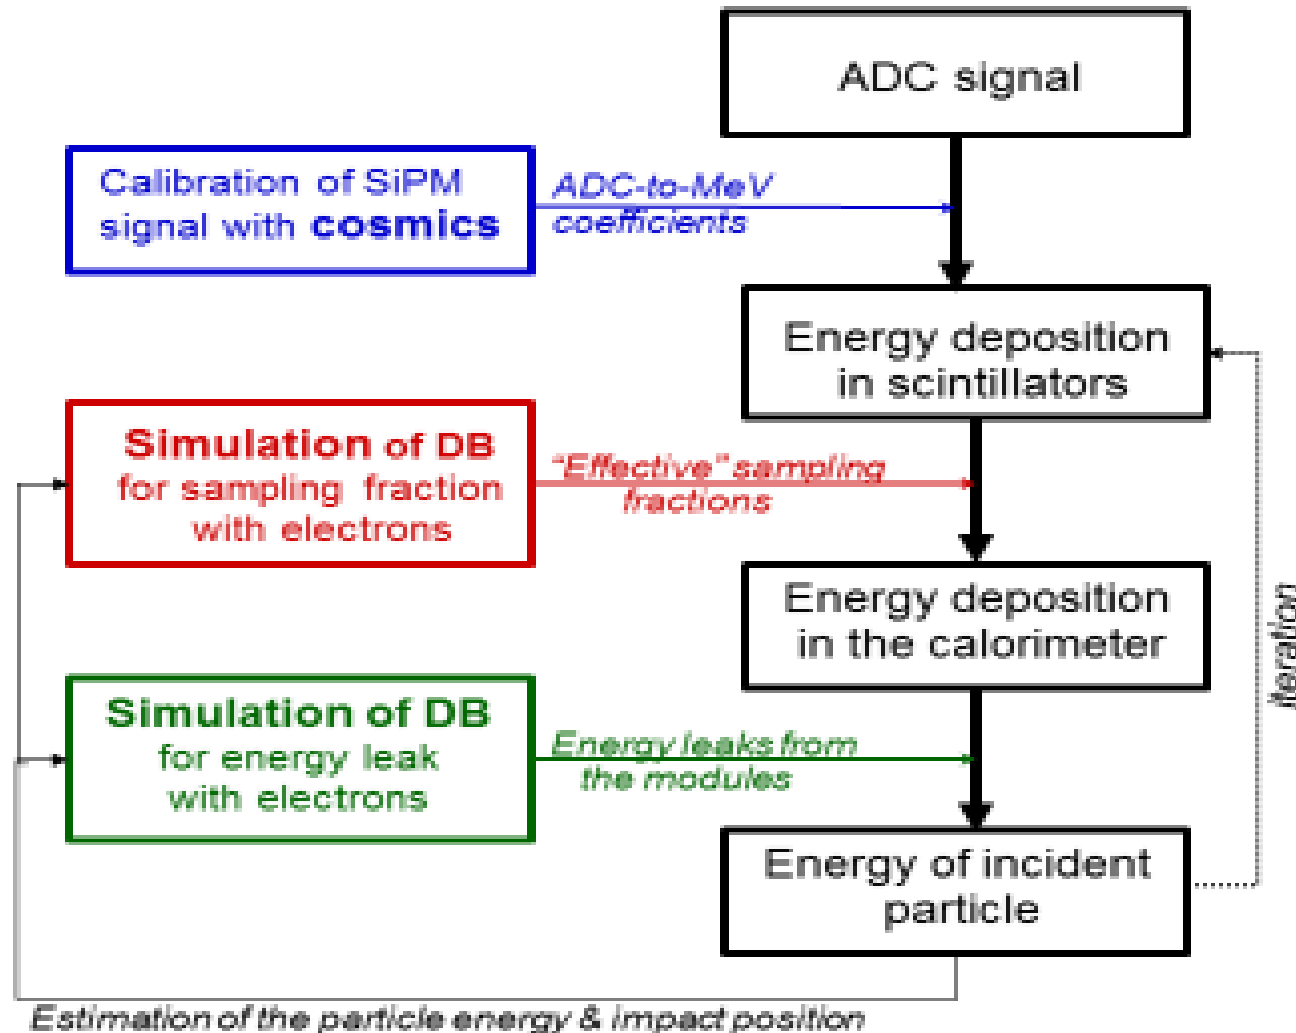 ADC signal
Calibration of SiPM
signal with cosmics
ADC-to-MeV
coefficients
Energy deposition
in scintillators
Simulation of DB
for sampling fraction
with electrons
"Effective" sampling
fractions
Energy deposition
in the calorimeter
iteration
Simulation of DB
for energy leak
with electrons
Energy leaks from
the modules
Energy of incident
particle
Estimation of the particle energy & impact position